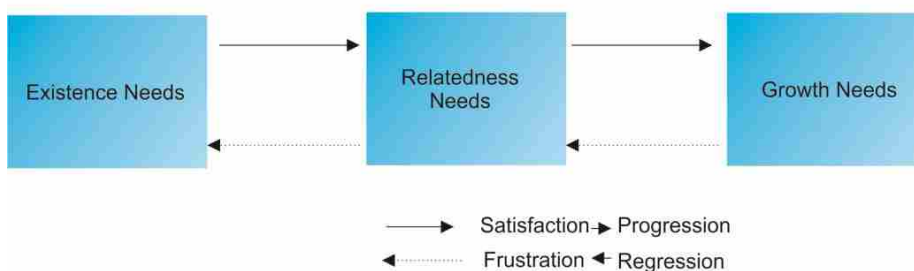 Existence Needs
Relatedness
Needs
Growth Needs
Satisfaction → Progression
Frustration ← Regression